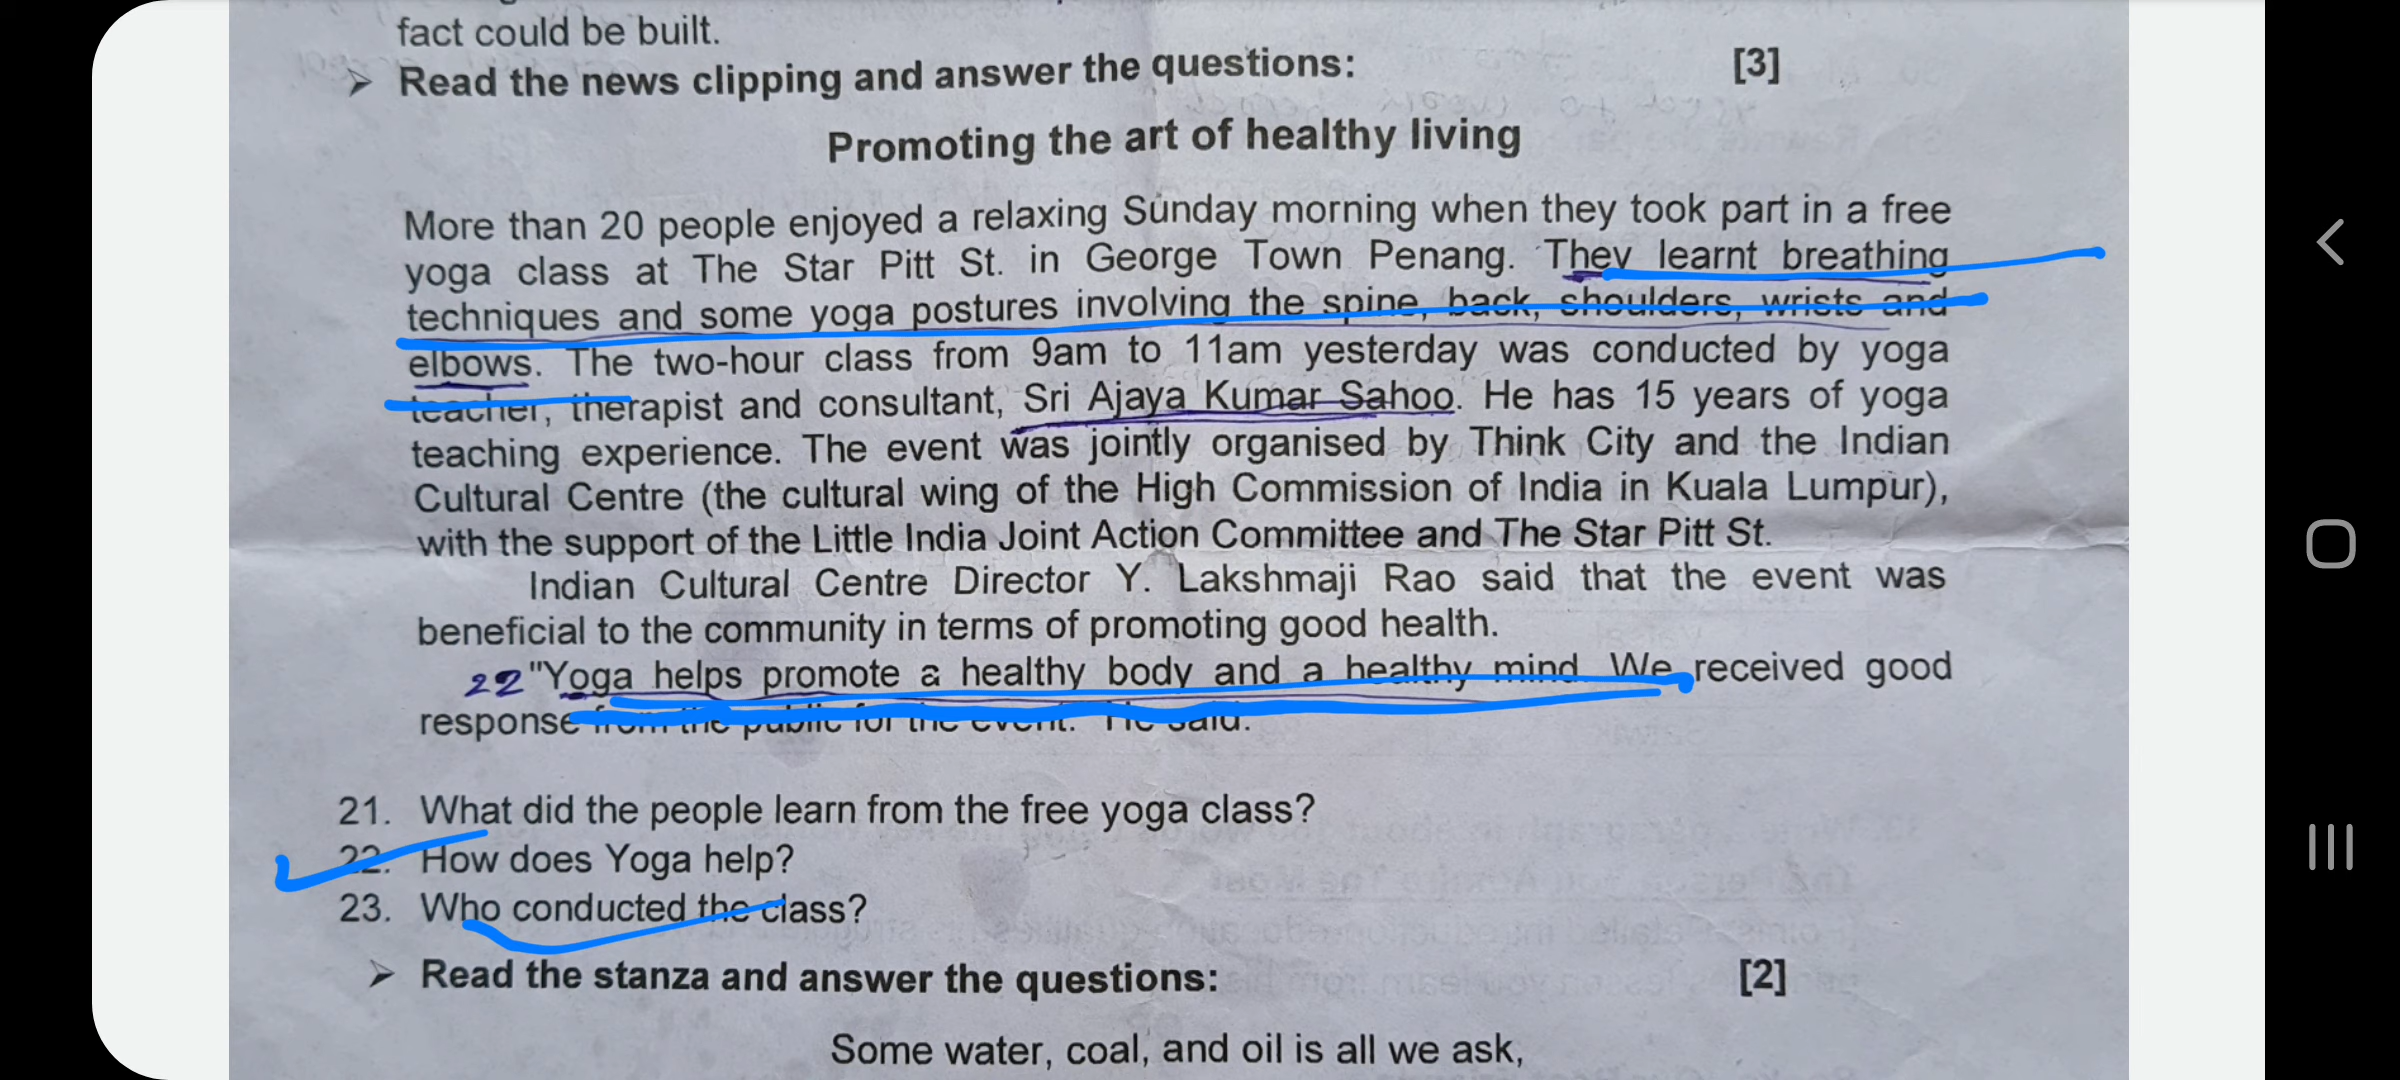 fact could be built.
➢ Read the news clipping and answer the questions: [3]
Promoting the art of healthy living
More than 20 people enjoyed a relaxing Sunday morning when they took part in a free
yoga class at The Star Pitt St. in George Town Penang. They learnt breathing
techniques and some yoga postures involving the spine, back, shoulders, wrists and
elbows. The two-hour class from 9am to 11am yesterday was conducted by yoga
teacher, therapist and consultant, Sri Ajaya Kumar Sahoo. He has 15 years of yoga
teaching experience. The event was jointly organised by Think City and the Indian
Cultural Centre (the cultural wing of the High Commission of India in Kuala Lumpur),
with the support of the Little India Joint Action Committee and The Star Pitt St.
Indian Cultural Centre Director Y. Lakshmaji Rao said that the event was
beneficial to the community in terms of promoting good health.
22 "Yoga helps promote a healthy body and a healthy mind. We received good
response from the public for the event." He said.
21. What did the people learn from the free yoga class?
22. How does Yoga help?
23. Who conducted the class?
➢ Read the stanza and answer the questions: [2]
Some water, coal, and oil is all we ask,